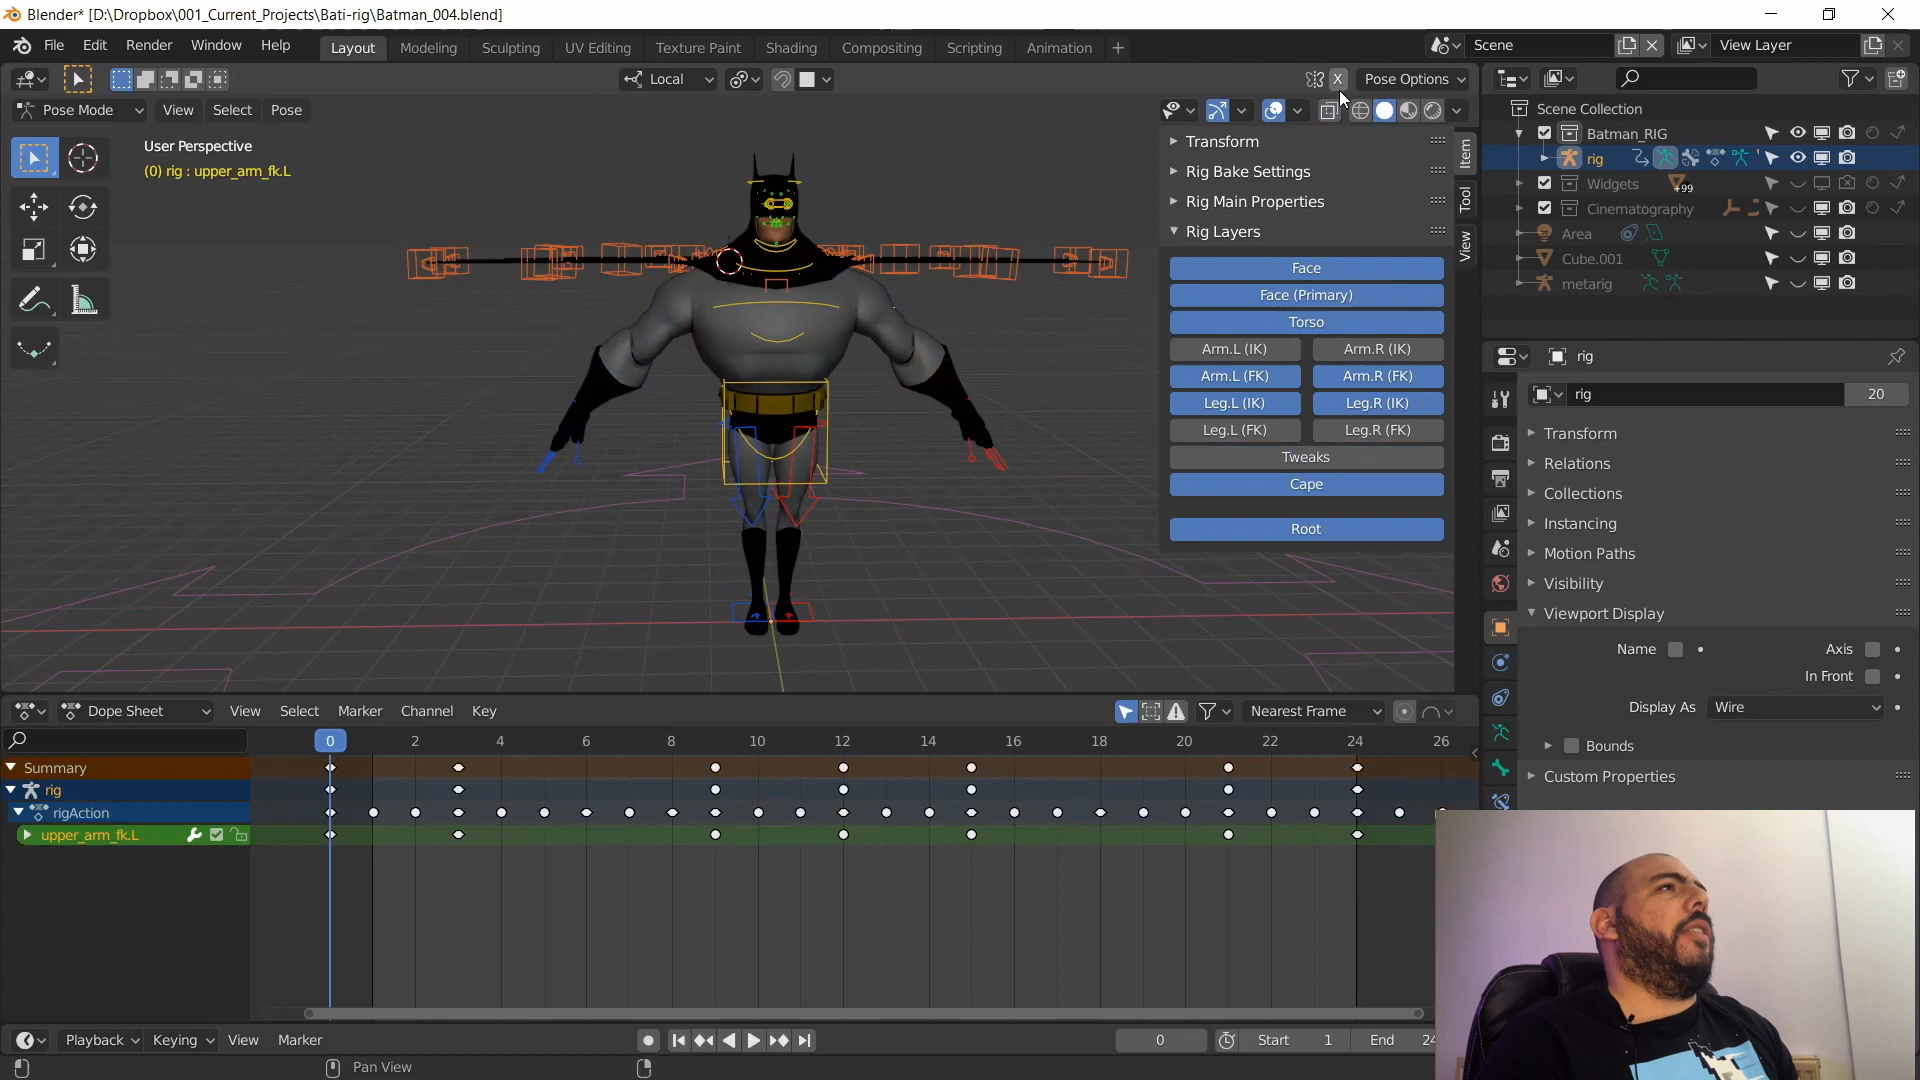 Blender* [D:\Dropbox\001_Current_Projects\Bati-rig\Batman_004.blend]
File Edit Render Window Help Layout Modeling Sculpting UV Editing Texture Paint Shading Compositing Scripting Animation + Scene View Layer
Local X Pose Options
Pose Mode View Select Pose
User Perspective
(0) rig : upper_arm_fk.L
Transform
Rig Bake Settings
Rig Main Properties
Rig Layers
Face
Face (Primary)
Torso
Arm.L (IK) Arm.R (IK)
Arm.L (FK) Arm.R (FK)
Leg.L (IK) Leg.R (IK)
Leg.L (FK) Leg.R (FK)
Tweaks
Cape
Root
Item
Tool
View
Scene Collection
Batman_RIG
rig
Widgets +99
Cinematography
Area
Cube.001
metarig
rig
rig 20
Transform
Relations
Collections
Instancing
Motion Paths
Visibility
Viewport Display
Name Axis
In Front
Display As Wire
Bounds
Custom Properties
Dope Sheet View Select Marker Channel Key Nearest Frame
0 2 4 6 8 10 12 14 16 18 20 22 24 26
Summary
rig
rigAction
upper_arm_fk.L
Playback Keying View Marker 0 Start 1 End 24
Pan View